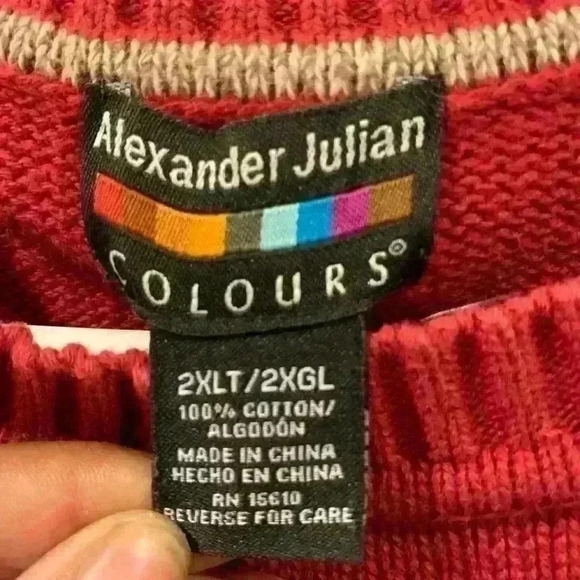 Alexander Julian
COLOURS®
2XLT/2XGL
100% COTTON/
ALGODÓN
MADE IN CHINA
HECHO EN CHINA
RN 15610
REVERSE FOR CARE